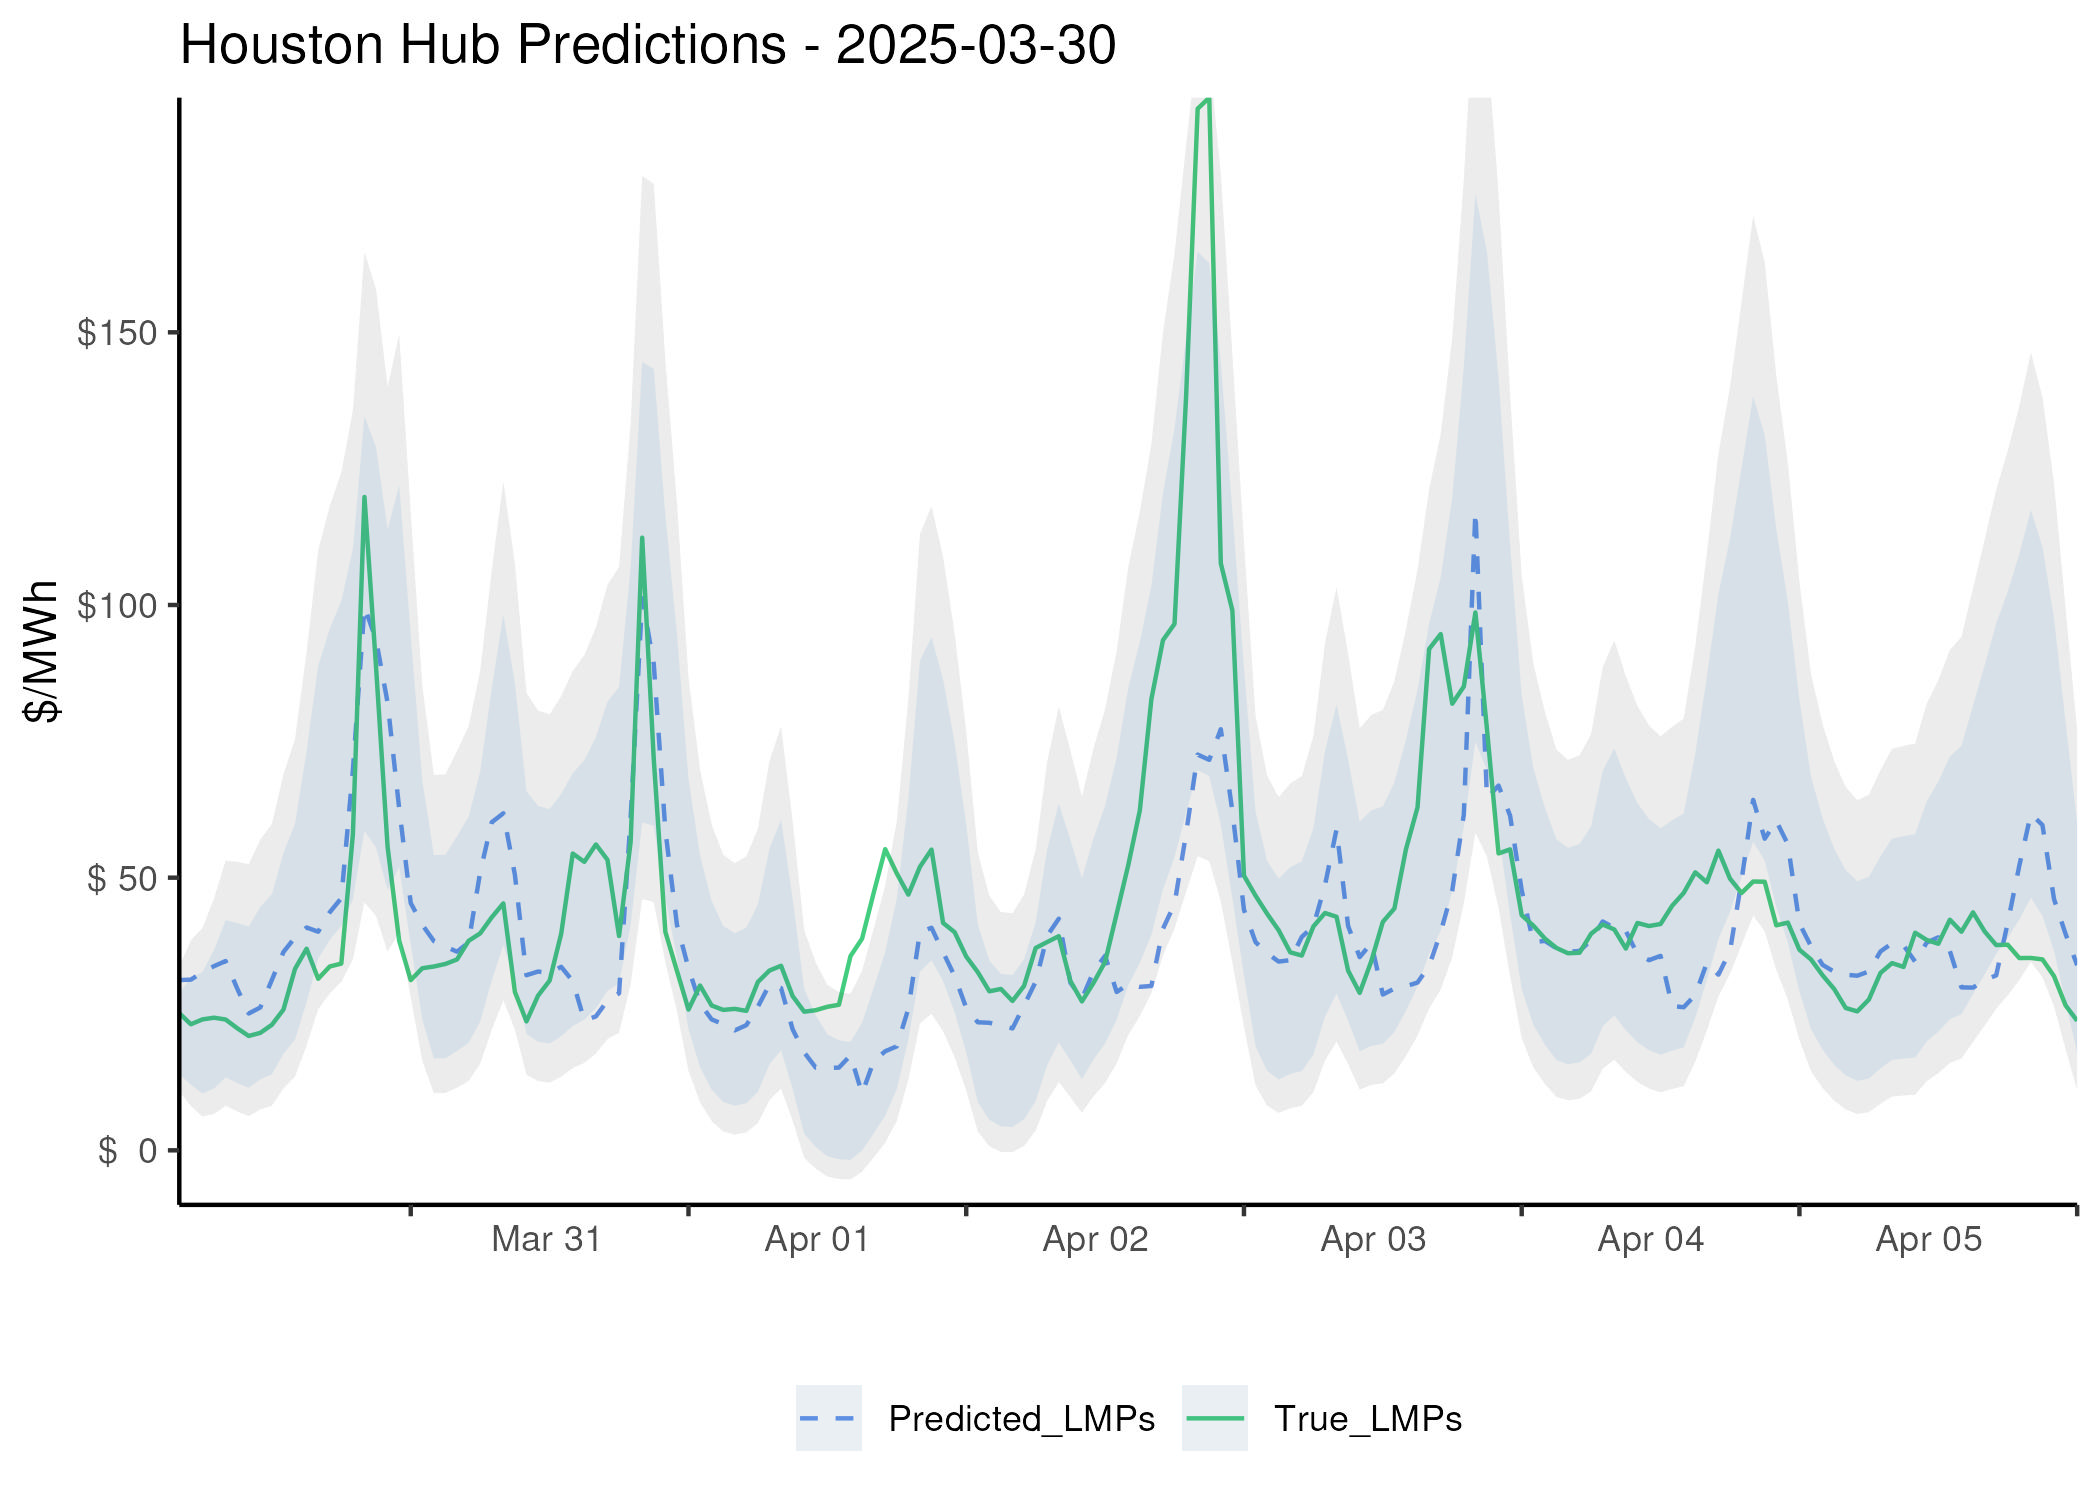 Houston Hub Predictions - 2025-03-30
$/MWh
$150
$100
$ 50
$  0
Mar 31
Apr 01
Apr 02
Apr 03
Apr 04
Apr 05
Predicted_LMPs
True_LMPs